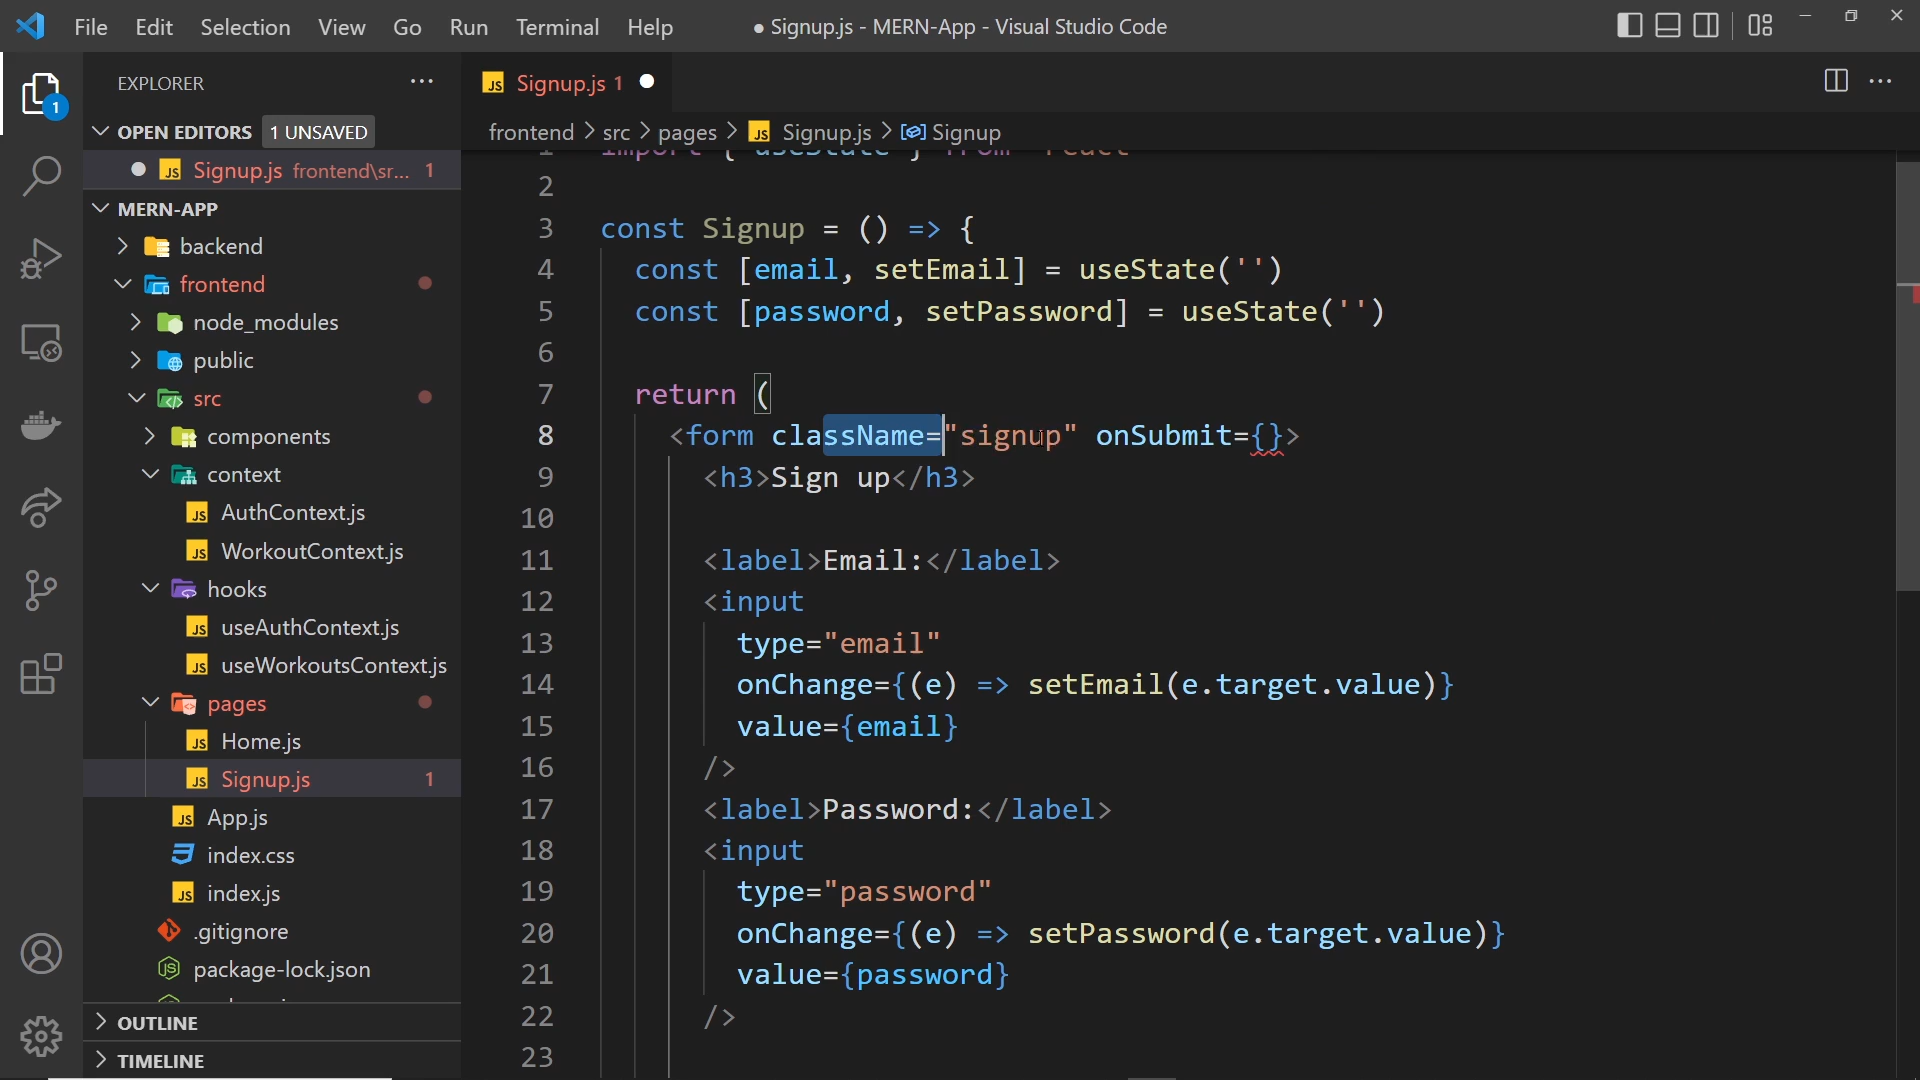 File Edit Selection View Go Run Terminal Help
● Signup.js - MERN-App - Visual Studio Code
EXPLORER
OPEN EDITORS 1 UNSAVED
Signup.js frontend\sr... 1
MERN-APP
backend
frontend
node_modules
public
src
components
context
AuthContext.js
WorkoutContext.js
hooks
useAuthContext.js
useWorkoutsContext.js
pages
Home.js
Signup.js 1
App.js
index.css
index.js
.gitignore
package-lock.json
OUTLINE
TIMELINE
1
Signup.js 1
frontend > src > pages > Signup.js > Signup
1 import { useState } from 'react'
2
3 const Signup = () => {
4 const [email, setEmail] = useState('')
5 const [password, setPassword] = useState('')
6
7 return (
8 <form className="signup" onSubmit={}>
9 <h3>Sign up</h3>
10
11 <label>Email:</label>
12 <input
13 type="email"
14 onChange={(e) => setEmail(e.target.value)}
15 value={email}
16 />
17 <label>Password:</label>
18 <input
19 type="password"
20 onChange={(e) => setPassword(e.target.value)}
21 value={password}
22 />
23